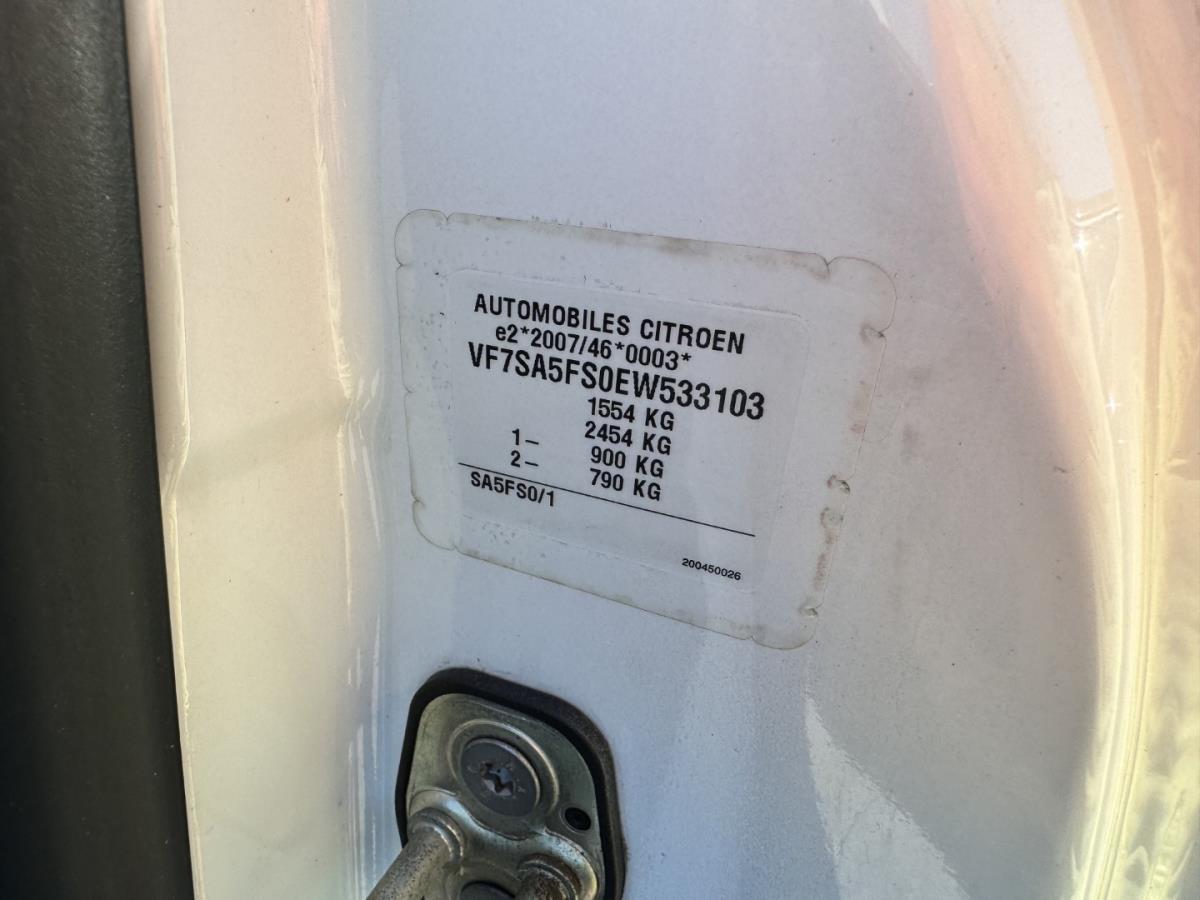 AUTOMOBILES CITROEN
e2*2007/46*0003*
VF7SA5FS0EW533103
1554 KG
2454 KG
1– 900 KG
2– 790 KG
SA5FS0/1
200450026